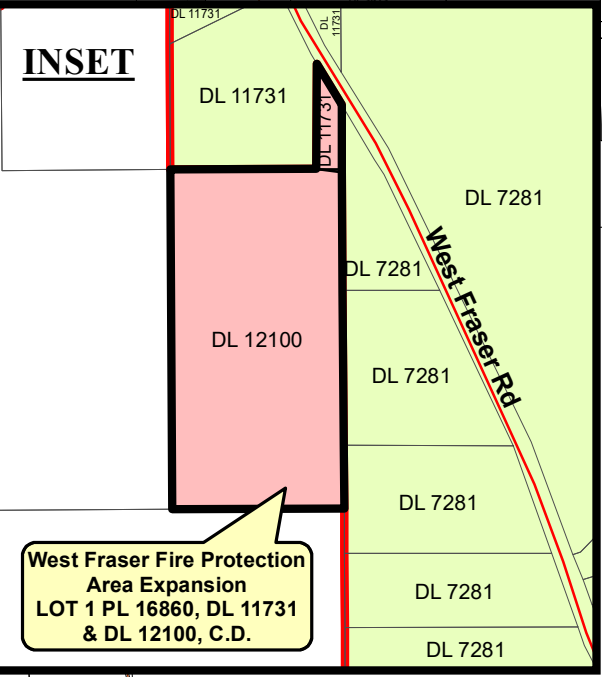 DL 11731
DL 11731
INSET
DL 11731
DL 11731
DL 7281
West Fraser Rd
DL 7281
DL 12100
DL 7281
DL 7281
West Fraser Fire Protection
Area Expansion
LOT 1 PL 16860, DL 11731
& DL 12100, C.D.
DL 7281
DL 7281